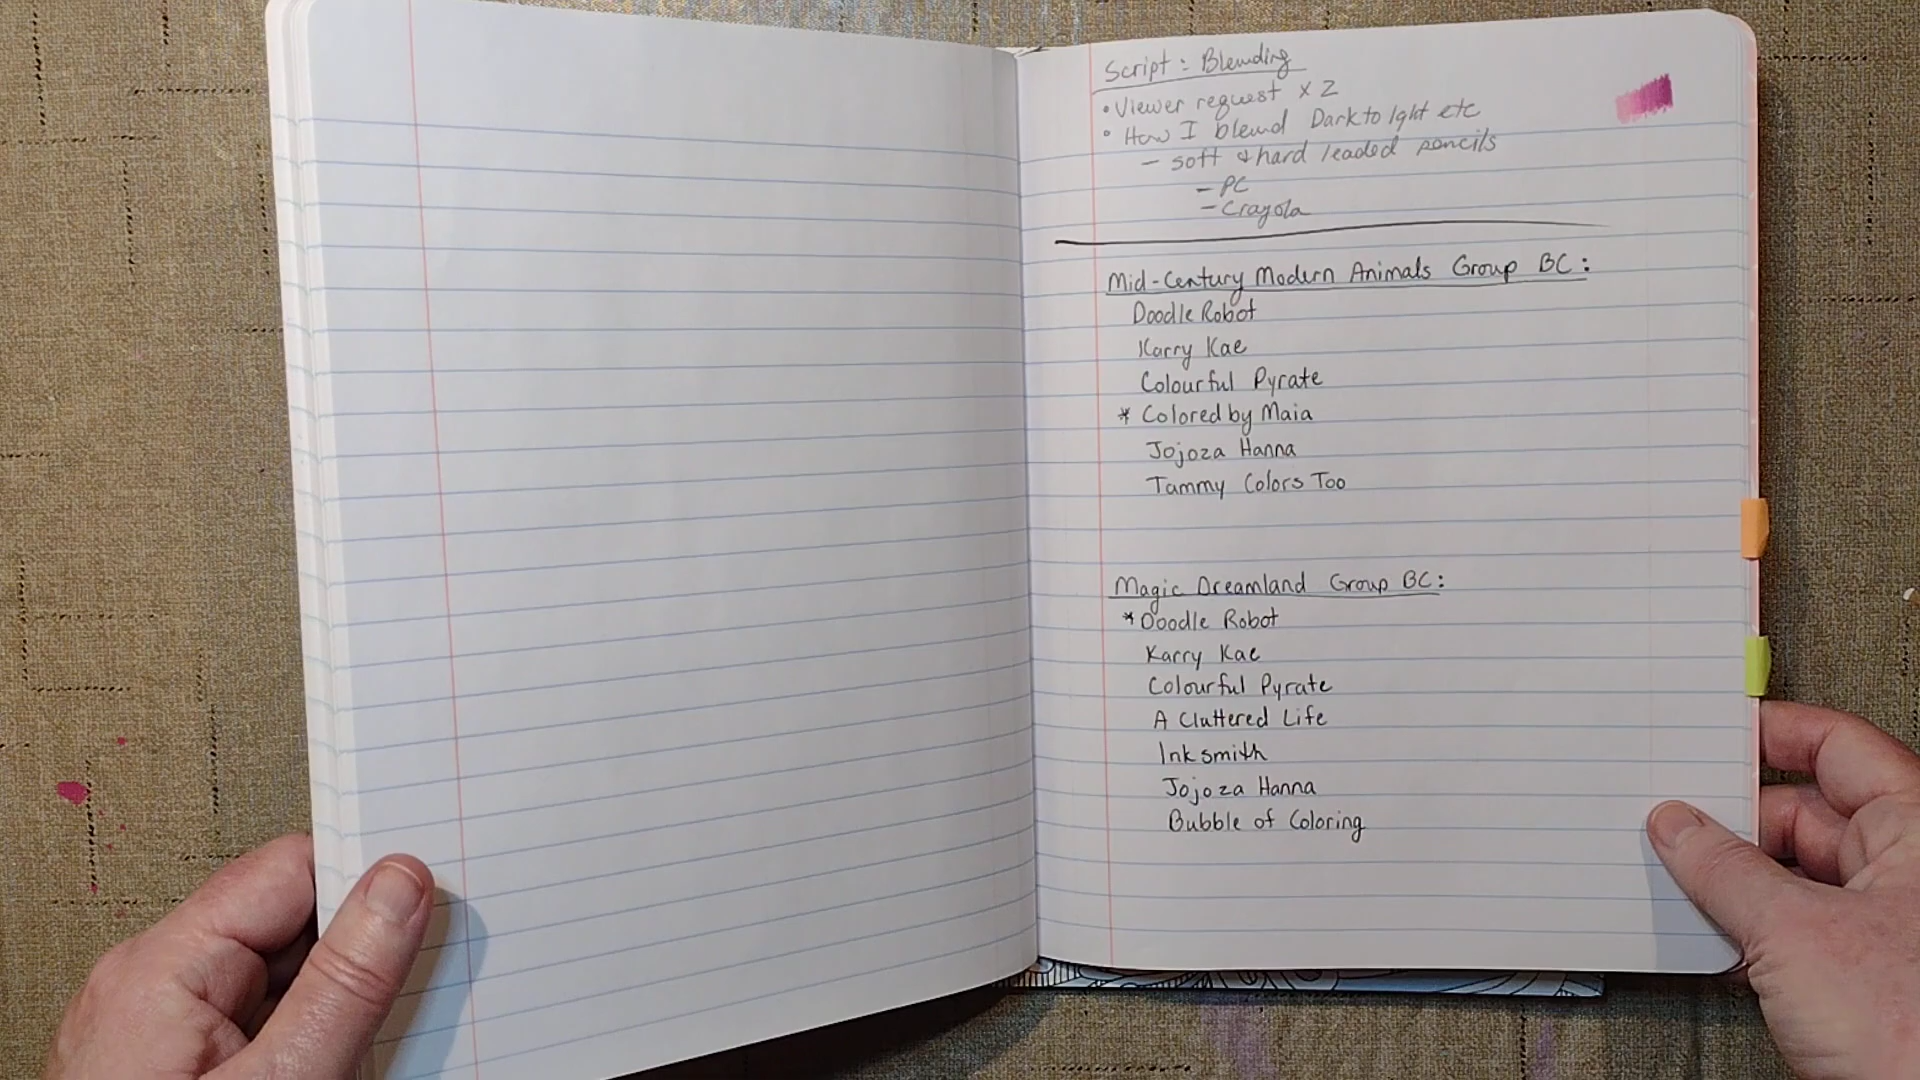 Script: Blending
• Viewer request x 2
• How I blend Dark to lght etc
- soft & hard leaded pencils
- PC
- Crayola
Mid-Century Modern Animals Group BC:
Doodle Robot
Karry Kae
Colourful Pyrate
* Colored by Maia
Jojoza Hanna
Tammy Colors Too
Magic Dreamland Group BC:
* Doodle Robot
Karry Kae
Colourful Pyrate
A Cluttered Life
Inksmith
Jojoza Hanna
Bubble of Coloring